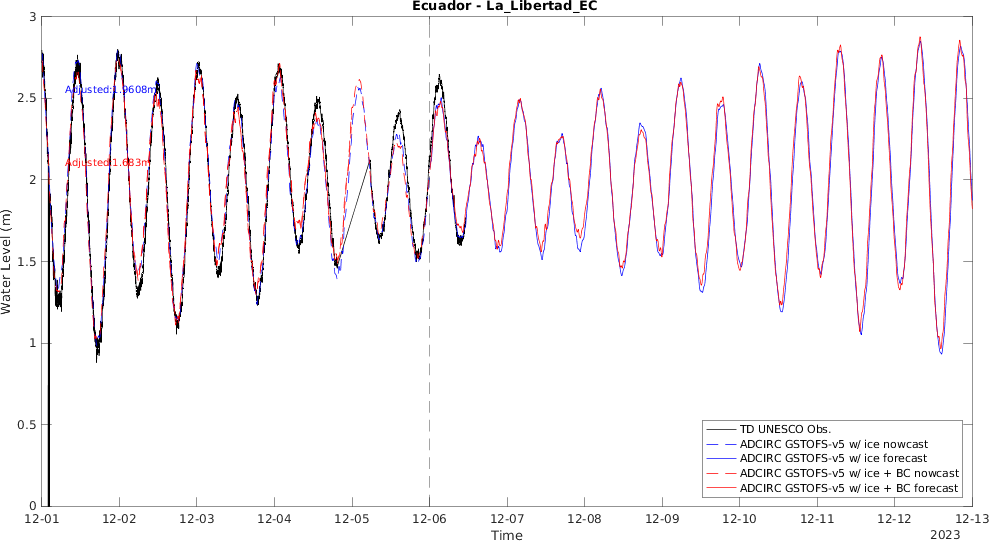 Ecuador - La_Libertad_EC
3
2.5
2
1.5
1
0.5
0
Water Level (m)
Adjusted:1.9608m
Adjusted:1.683m
TD UNESCO Obs.
ADCIRC GSTOFS-v5 w/ ice nowcast
ADCIRC GSTOFS-v5 w/ ice forecast
ADCIRC GSTOFS-v5 w/ ice + BC nowcast
ADCIRC GSTOFS-v5 w/ ice + BC forecast
12-01 12-02 12-03 12-04 12-05 12-06 12-07 12-08 12-09 12-10 12-11 12-12 12-13
Time
2023